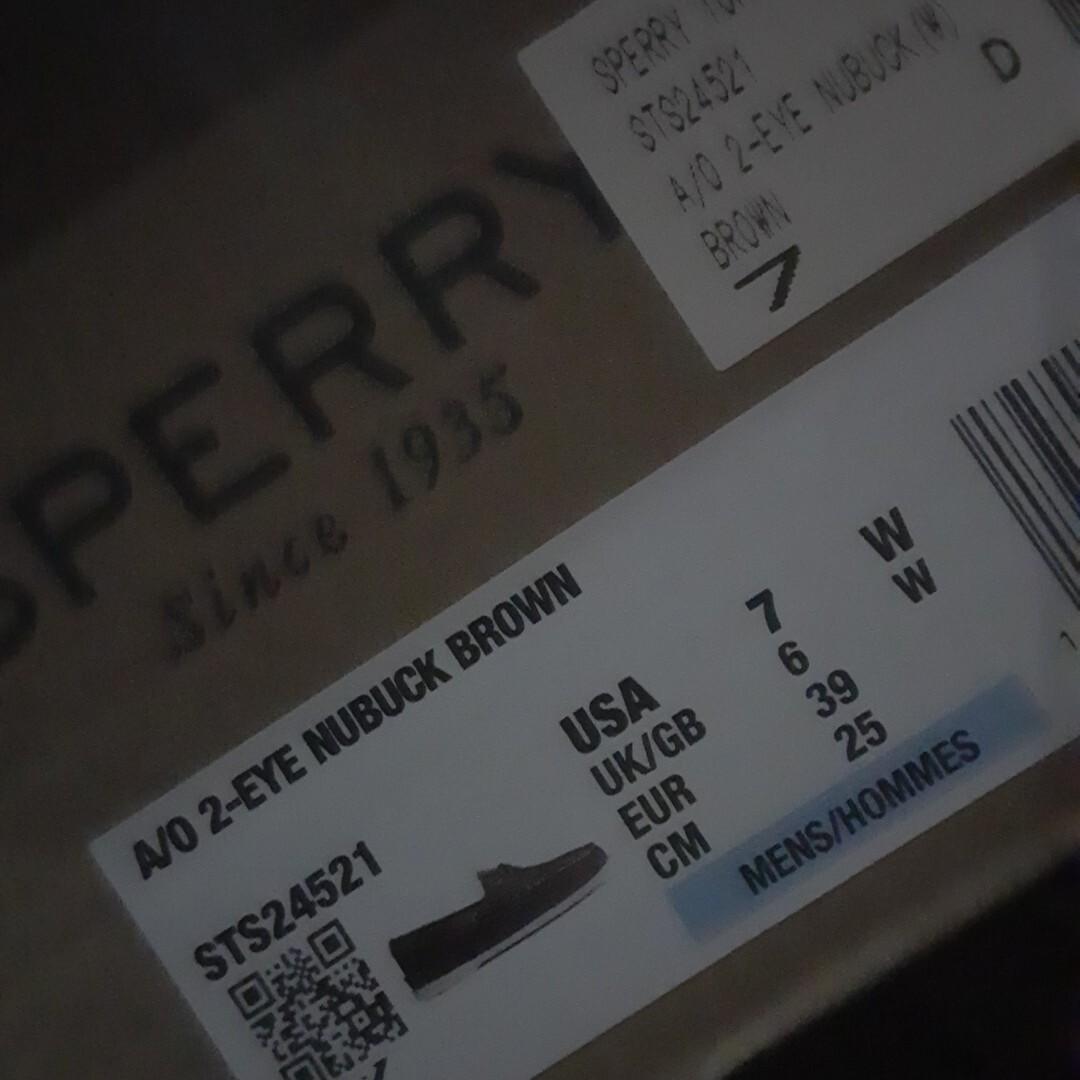 SPERRY TOP
STS24521
A/O 2-EYE NUBUCK(W)
D
BROWN
7
SPERRY
Since 1935
A/O 2-EYE NUBUCK BROWN
STS24521
USA 7 W
UK/GB 6 W
EUR 39
CM 25
MENS/HOMMES